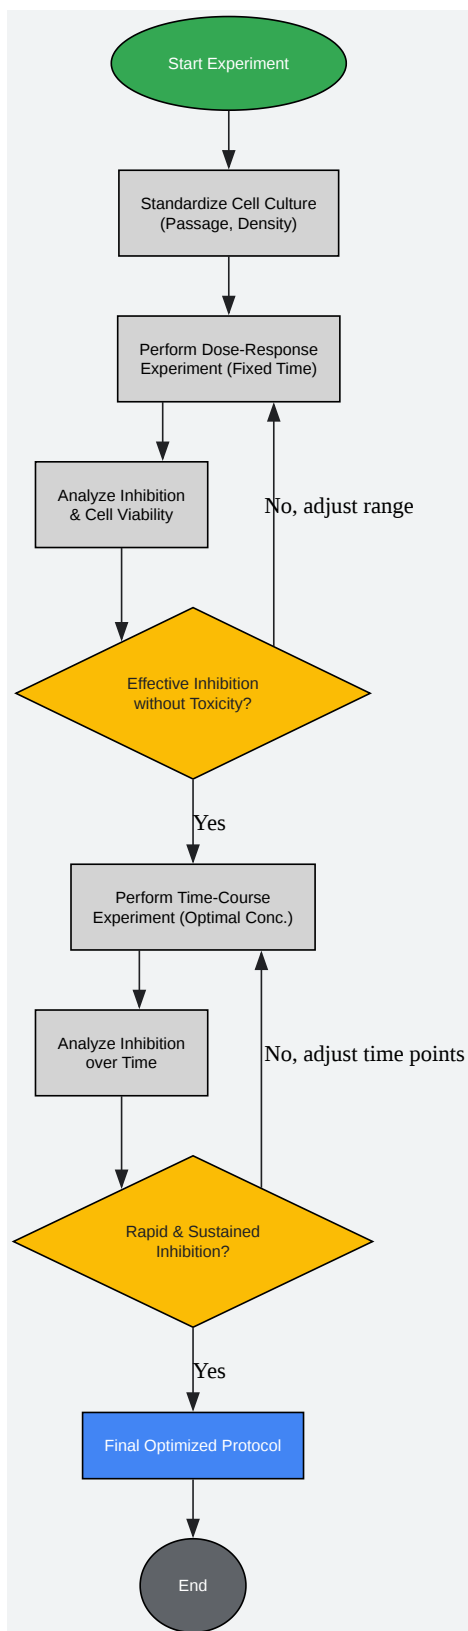 Start Experiment
Standardize Cell Culture
(Passage, Density)
Perform Dose-Response
Experiment (Fixed Time)
Analyze Inhibition
& Cell Viability
No, adjust range
Effective Inhibition
without Toxicity?
Yes
Perform Time-Course
Experiment (Optimal Conc.)
Analyze Inhibition
over Time
No, adjust time points
Rapid & Sustained
Inhibition?
Yes
Final Optimized Protocol
End